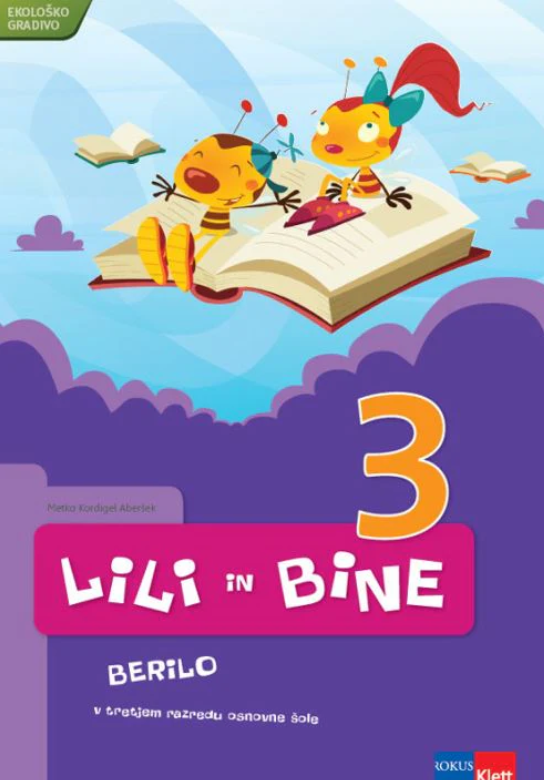 EKOLOŠKO
GRADIVO
3
Metka Kordigel Aberšek
LiLi iN BiNE
BERiLO
v tretjem razredu osnovne šole
ROKUS
Klett